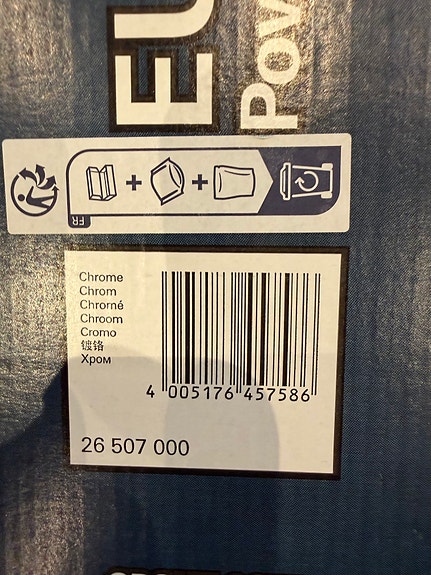 EU
Pow
FR
Chrome
Chrom
Chromé
Chroom
Cromo
镀铬
Хром
4 005176 457586
26 507 000